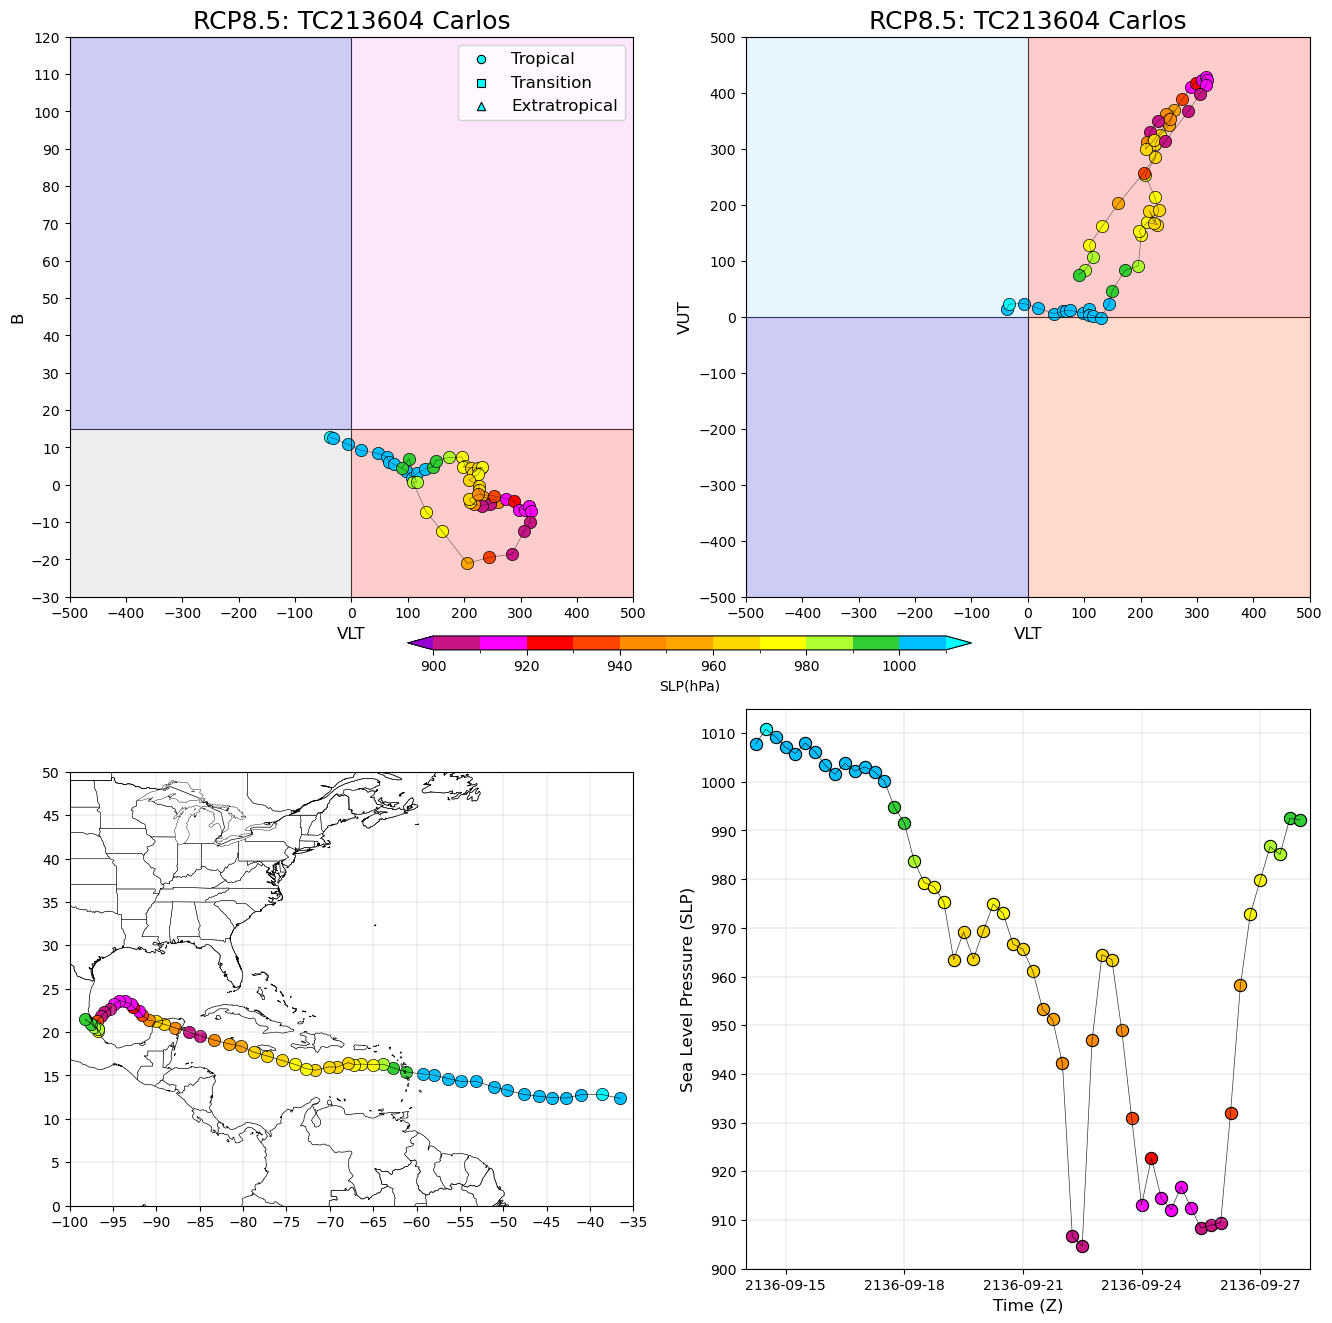 RCP8.5: TC213604 Carlos
RCP8.5: TC213604 Carlos
Tropical
Transition
Extratropical
120
110
100
90
80
70
60
50
40
30
20
10
0
−10
−20
−30
B
−500 −400 −300 −200 −100 0 100 200 300 400 500
VLT
500
400
300
200
100
0
−100
−200
−300
−400
−500
VUT
−500 −400 −300 −200 −100 0 100 200 300 400 500
VLT
900 920 940 960 980 1000
SLP(hPa)
50
45
40
35
30
25
20
15
10
5
0
−100 −95 −90 −85 −80 −75 −70 −65 −60 −55 −50 −45 −40 −35
1010
1000
990
980
970
960
950
940
930
920
910
900
Sea Level Pressure (SLP)
2136-09-15 2136-09-18 2136-09-21 2136-09-24 2136-09-27
Time (Z)